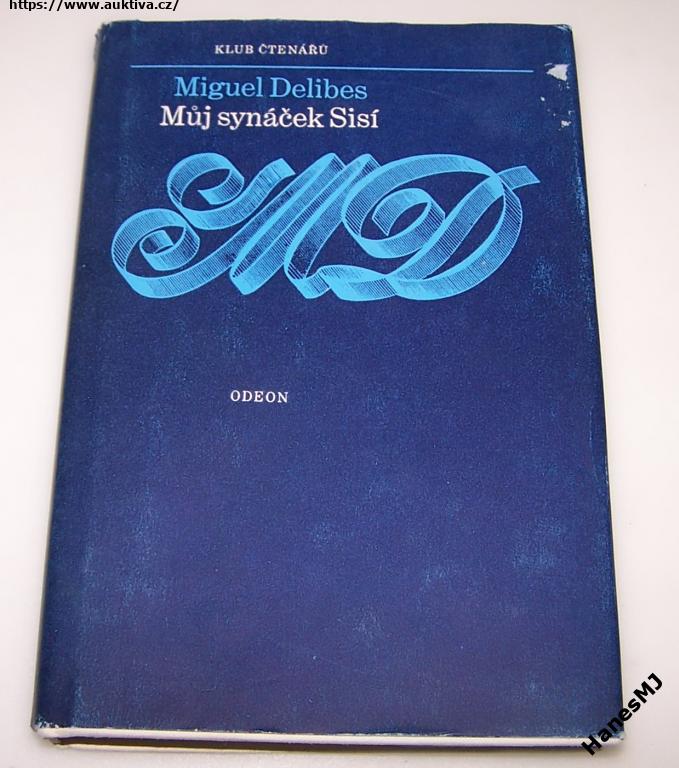 https://www.auktiva.cz/
KLUB ČTENÁŘŮ
Miguel Delibes
Můj synáček Sisí
MD
ODEON
HanesMJ